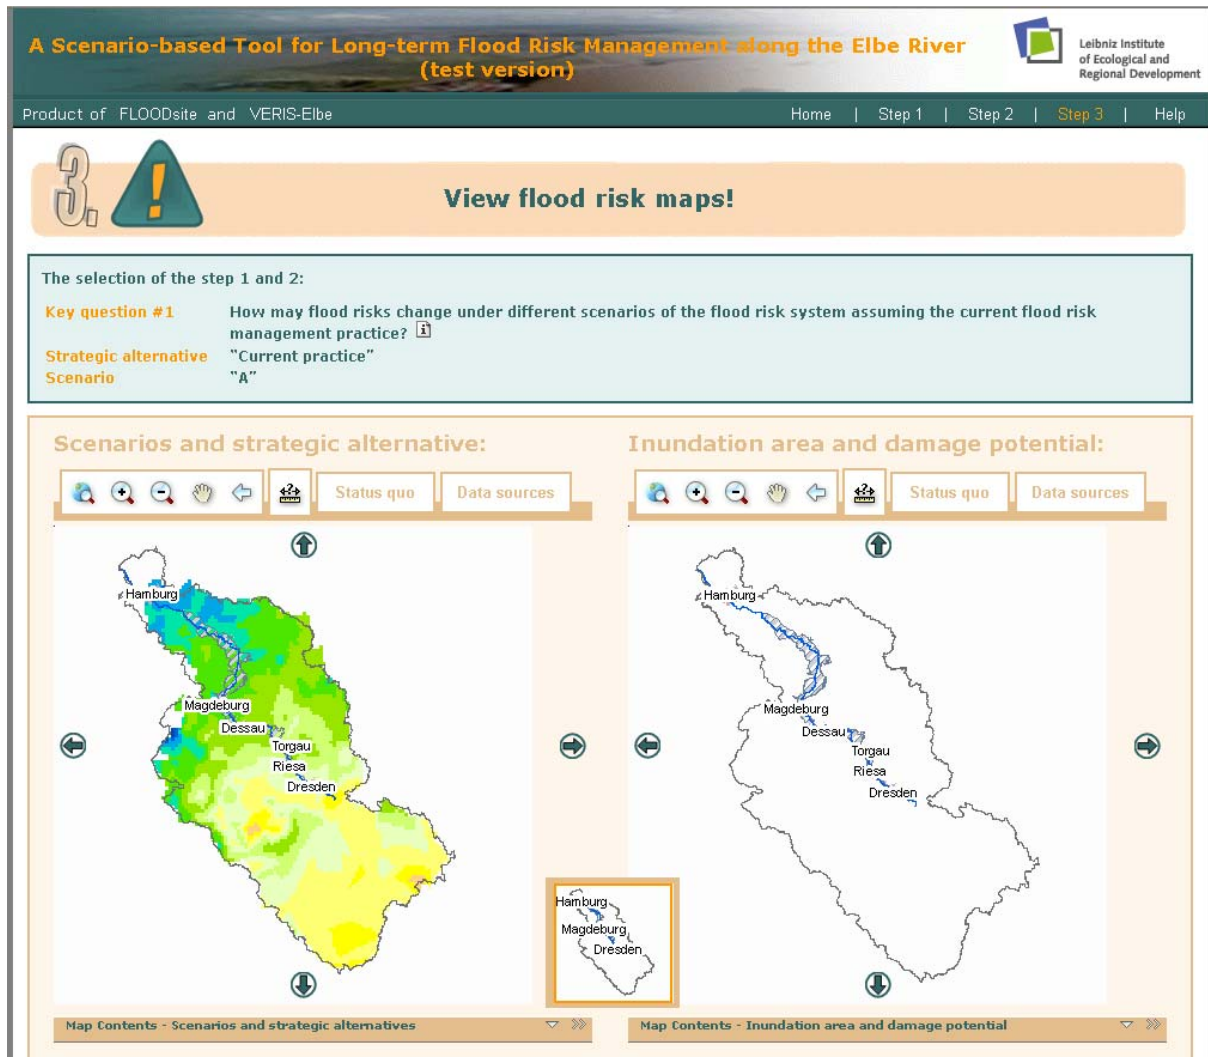 A Scenario-based Tool for Long-term Flood Risk Management along the Elbe River
(test version)
Leibniz Institute
of Ecological and
Regional Development
Product of FLOODsite and VERIS-Elbe
Home | Step 1 | Step 2 | Step 3 | Help
3.
!
View flood risk maps!
The selection of the step 1 and 2:
Key question #1 How may flood risks change under different scenarios of the flood risk system assuming the current flood risk
management practice? i
Strategic alternative "Current practice"
Scenario "A"
Scenarios and strategic alternative:
Status quo Data sources
Hamburg
Magdeburg
Dessau
Torgau
Riesa
Dresden
Map Contents - Scenarios and strategic alternatives
Hamburg
Magdeburg
Dresden
Inundation area and damage potential:
Status quo Data sources
Hamburg
Magdeburg
Dessau
Torgau
Riesa
Dresden
Map Contents - Inundation area and damage potential